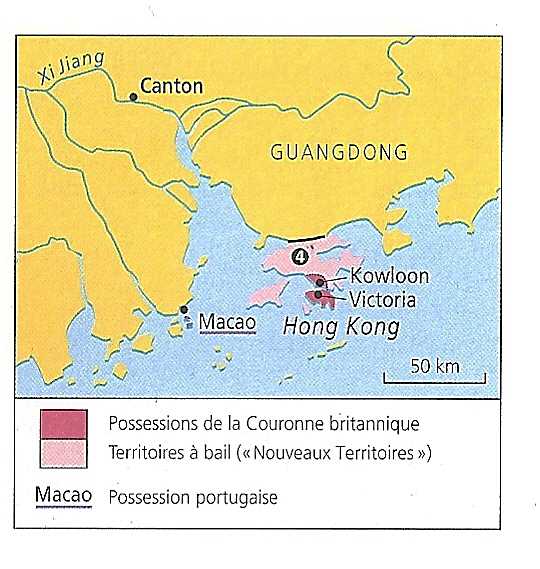 Xi Jiang
Canton
GUANGDONG
4
Kowloon
Victoria
Macao
Hong Kong
50 km
Possessions de la Couronne britannique
Territoires à bail (« Nouveaux Territoires »)
Macao Possession portugaise